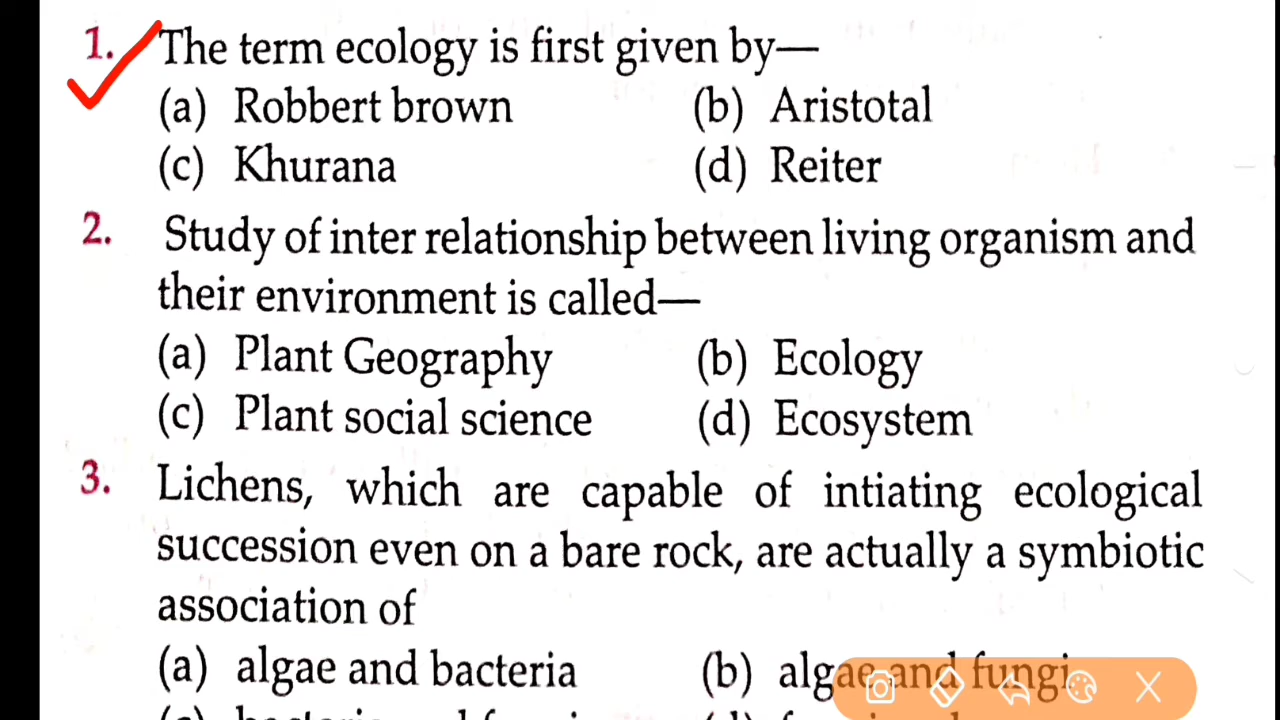 1. The term ecology is first given by—
(a) Robbert brown (b) Aristotal
(c) Khurana (d) Reiter
2. Study of inter relationship between living organism and
their environment is called—
(a) Plant Geography (b) Ecology
(c) Plant social science (d) Ecosystem
3. Lichens, which are capable of intiating ecological
succession even on a bare rock, are actually a symbiotic
association of
(a) algae and bacteria (b) algae and fungi